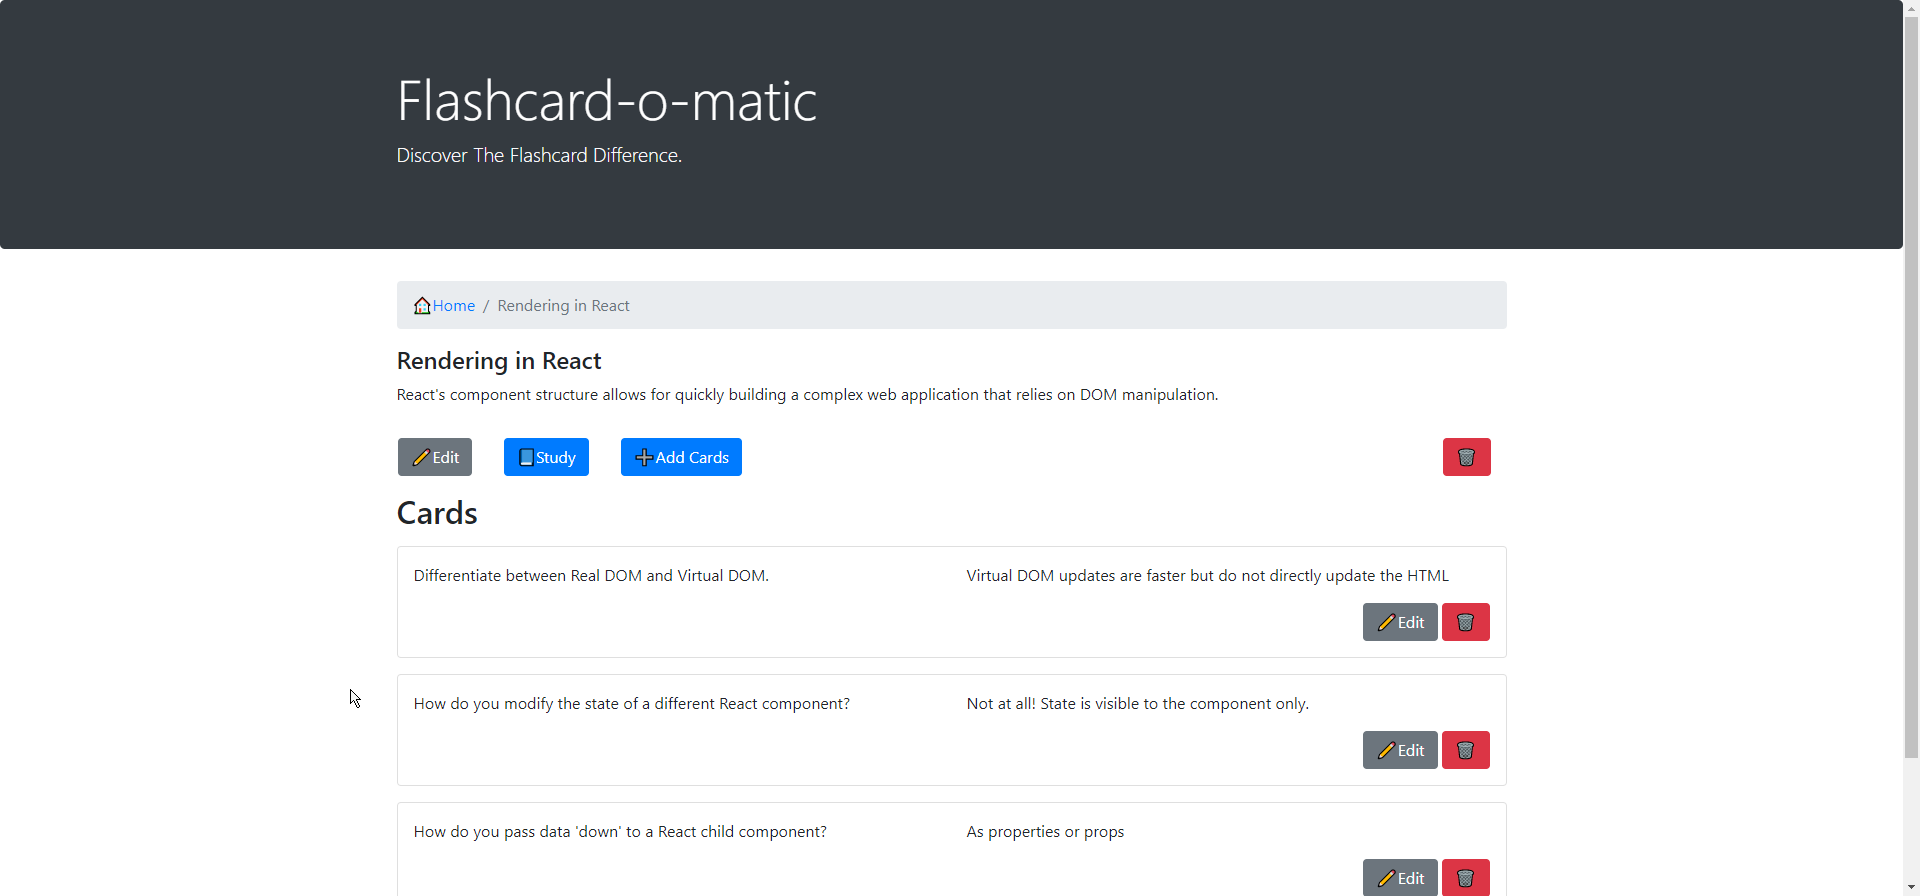 Flashcard-o-matic
Discover The Flashcard Difference.
Home / Rendering in React
Rendering in React
React's component structure allows for quickly building a complex web application that relies on DOM manipulation.
Edit Study Add Cards
Cards
Differentiate between Real DOM and Virtual DOM. Virtual DOM updates are faster but do not directly update the HTML
Edit
How do you modify the state of a different React component? Not at all! State is visible to the component only.
Edit
How do you pass data 'down' to a React child component? As properties or props
Edit